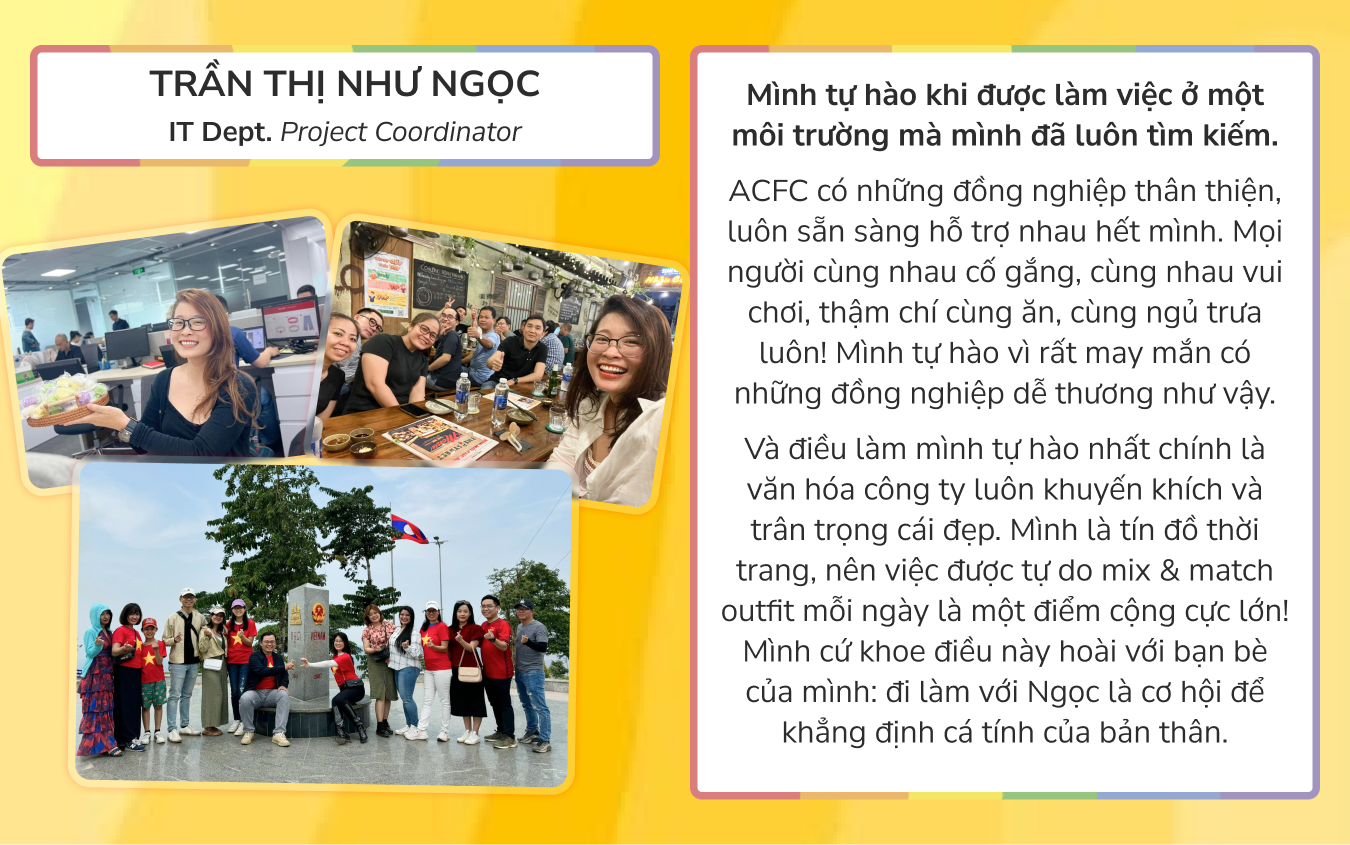 TRẦN THỊ NHƯ NGỌC
IT Dept. Project Coordinator
Mình tự hào khi được làm việc ở một
môi trường mà mình đã luôn tìm kiếm.
ACFC có những đồng nghiệp thân thiện,
luôn sẵn sàng hỗ trợ nhau hết mình. Mọi
người cùng nhau cố gắng, cùng nhau vui
chơi, thậm chí cùng ăn, cùng ngủ trưa
luôn! Mình tự hào vì rất may mắn có
những đồng nghiệp dễ thương như vậy.
Và điều làm mình tự hào nhất chính là
văn hóa công ty luôn khuyến khích và
trân trọng cái đẹp. Mình là tín đồ thời
trang, nên việc được tự do mix & match
outfit mỗi ngày là một điểm cộng cực lớn!
Mình cứ khoe điều này hoài với bạn bè
của mình: đi làm với Ngọc là cơ hội để
khẳng định cá tính của bản thân.
VIỆT NAM